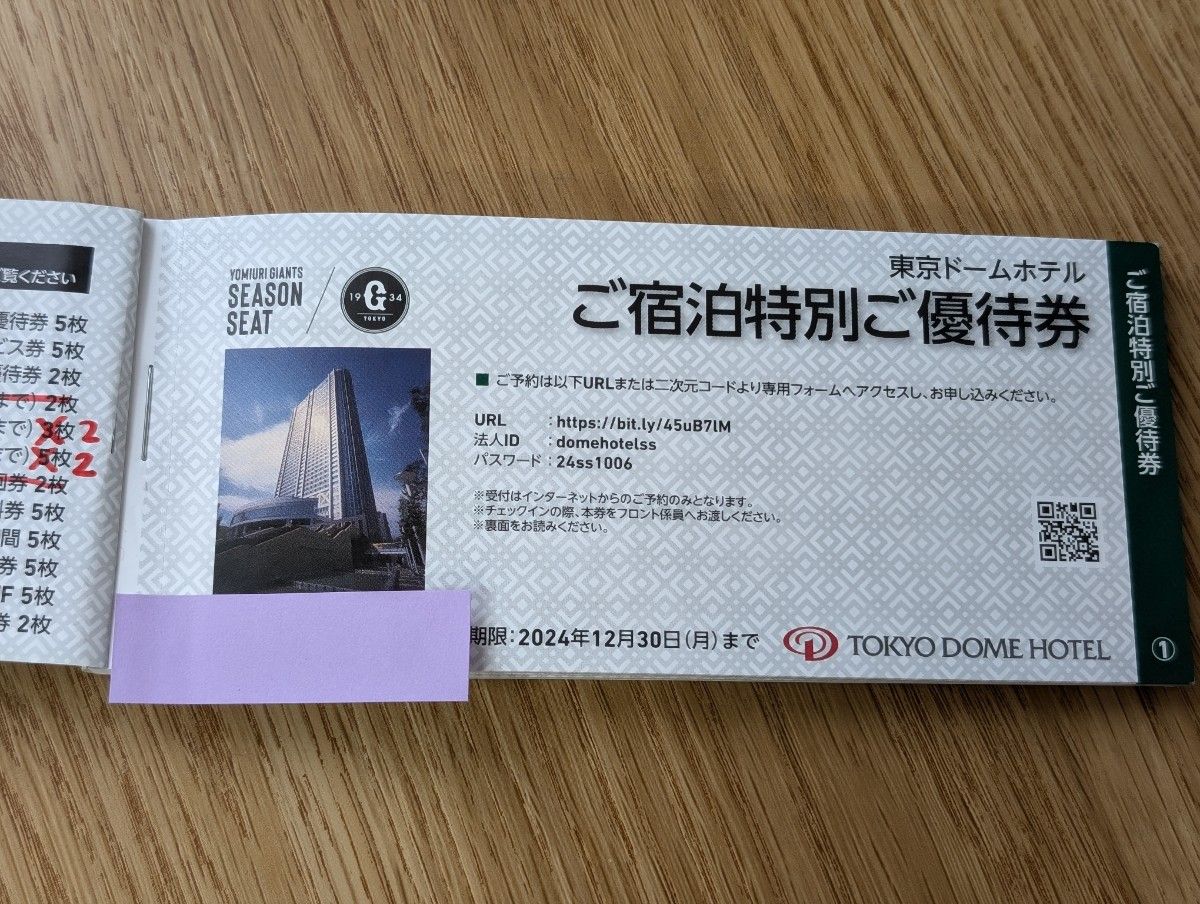 覧ください
優待券 5枚
ビス券 5枚
待券 2枚
まで) 2枚
まで) 3枚 2
まで) 5枚 2
券 2枚
券 5枚
間 5枚
券 5枚
F 5枚
券 2枚
YOMIURI GIANTS
SEASON
SEAT
19 G 34
TOKYO
東京ドームホテル
ご宿泊特別ご優待券
■ ご予約は以下URLまたは二次元コードより専用フォームへアクセスし、お申し込みください。
URL : https://bit.ly/45uB7lM
法人ID : domehotelss
パスワード : 24ss1006
※受付はインターネットからのご予約のみとなります。
※チェックインの際、本券をフロント係員へお渡しください。
※裏面をお読みください。
期限:2024年12月30日(月)まで
TOKYO DOME HOTEL
ご宿泊特別ご優待券
①